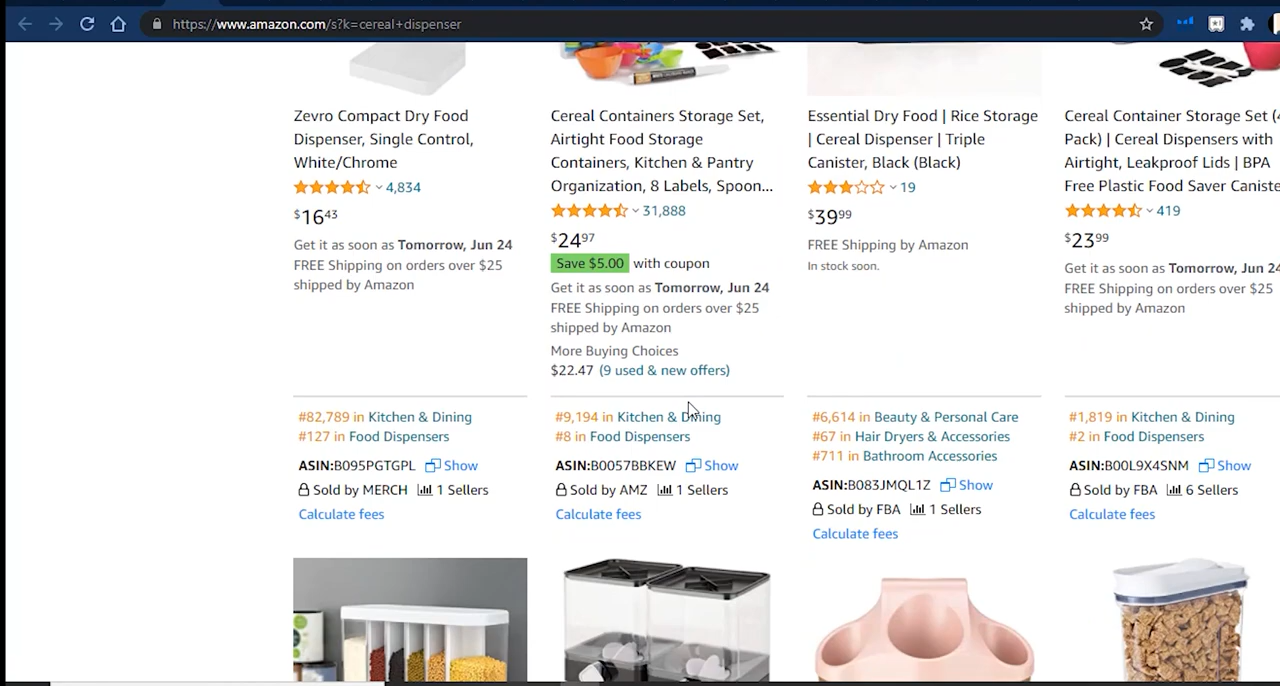 https://www.amazon.com/s?k=cereal+dispenser
Zevro Compact Dry Food
Dispenser, Single Control,
White/Chrome
4,834
$16 43
Get it as soon as Tomorrow, Jun 24
FREE Shipping on orders over $25
shipped by Amazon
Cereal Containers Storage Set,
Airtight Food Storage
Containers, Kitchen & Pantry
Organization, 8 Labels, Spoon...
31,888
$24 97
Save $5.00 with coupon
Get it as soon as Tomorrow, Jun 24
FREE Shipping on orders over $25
shipped by Amazon
More Buying Choices
$22.47 (9 used & new offers)
Essential Dry Food | Rice Storage
| Cereal Dispenser | Triple
Canister, Black (Black)
19
$39 99
FREE Shipping by Amazon
In stock soon.
Cereal Container Storage Set (4
Pack) | Cereal Dispensers with
Airtight, Leakproof Lids | BPA
Free Plastic Food Saver Caniste
419
$23 99
Get it as soon as Tomorrow, Jun 24
FREE Shipping on orders over $25
shipped by Amazon
#82,789 in Kitchen & Dining
#127 in Food Dispensers
ASIN:B095PGTGPL Show
Sold by MERCH 1 Sellers
Calculate fees
#9,194 in Kitchen & Dining
#8 in Food Dispensers
ASIN:B0057BBKEW Show
Sold by AMZ 1 Sellers
Calculate fees
#6,614 in Beauty & Personal Care
#67 in Hair Dryers & Accessories
#711 in Bathroom Accessories
ASIN:B083JMQL1Z Show
Sold by FBA 1 Sellers
Calculate fees
#1,819 in Kitchen & Dining
#2 in Food Dispensers
ASIN:B00L9X4SNM Show
Sold by FBA 6 Sellers
Calculate fees